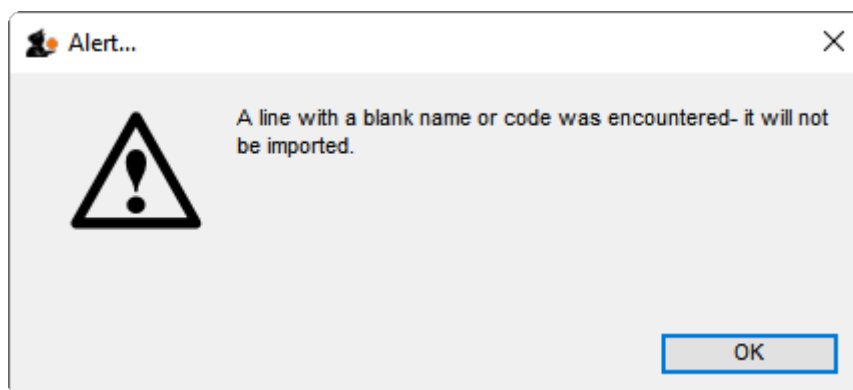 Alert...
A line with a blank name or code was encountered- it will not
be imported.
OK